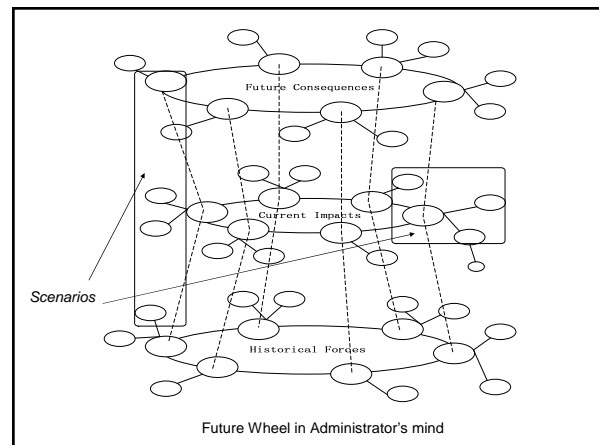 Future Consequences
Current Impacts
Scenarios
Historical Forces
Future Wheel in Administrator's mind